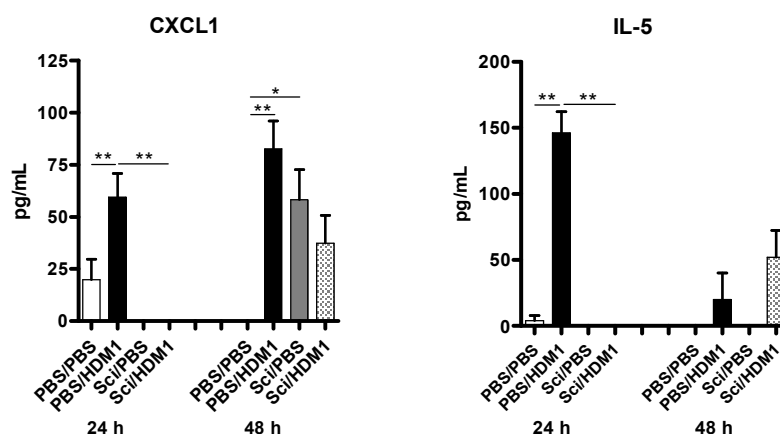 CXCL1
125
100
75
50
25
0
pg/mL
** **
*
**
PBS/PBS
PBS/HDM1
Sci/PBS
Sci/HDM1
PBS/PBS
PBS/HDM1
Sci/PBS
Sci/HDM1
24 h 48 h
IL-5
200
150
100
50
0
pg/mL
** **
PBS/PBS
PBS/HDM1
Sci/PBS
Sci/HDM1
PBS/PBS
PBS/HDM1
Sci/PBS
Sci/HDM1
24 h 48 h